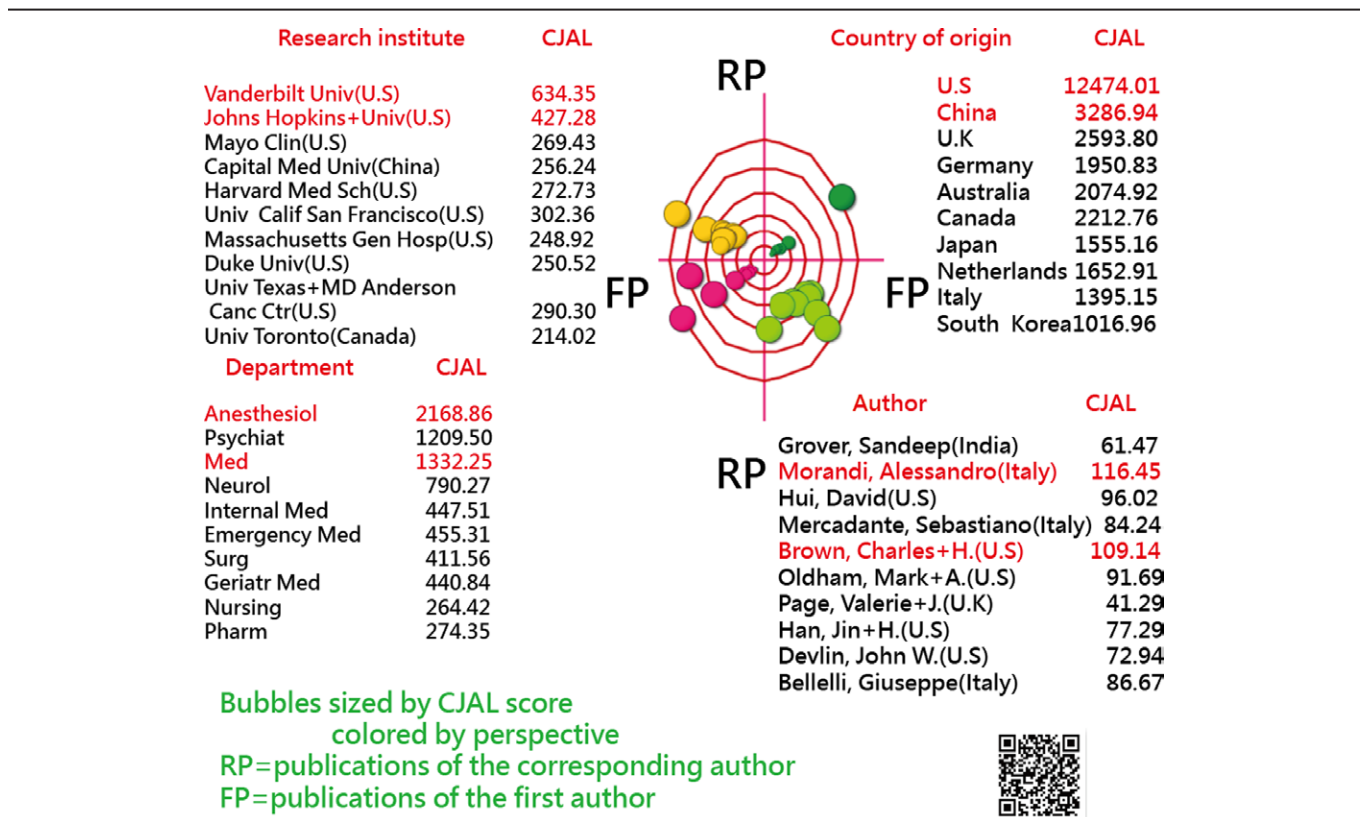 Research institute CJAL
Vanderbilt Univ(U.S) 634.35
Johns Hopkins+Univ(U.S) 427.28
Mayo Clin(U.S) 269.43
Capital Med Univ(China) 256.24
Harvard Med Sch(U.S) 272.73
Univ Calif San Francisco(U.S) 302.36
Massachusetts Gen Hosp(U.S) 248.92
Duke Univ(U.S) 250.52
Univ Texas+MD Anderson
Canc Ctr(U.S) 290.30
Univ Toronto(Canada) 214.02
RP
FP
FP
RP
Country of origin CJAL
U.S 12474.01
China 3286.94
U.K 2593.80
Germany 1950.83
Australia 2074.92
Canada 2212.76
Japan 1555.16
Netherlands 1652.91
Italy 1395.15
South Korea1016.96
Department CJAL
Anesthesiol 2168.86
Psychiat 1209.50
Med 1332.25
Neurol 790.27
Internal Med 447.51
Emergency Med 455.31
Surg 411.56
Geriatr Med 440.84
Nursing 264.42
Pharm 274.35
Author CJAL
Grover, Sandeep(India) 61.47
Morandi, Alessandro(Italy) 116.45
Hui, David(U.S) 96.02
Mercadante, Sebastiano(Italy) 84.24
Brown, Charles+H.(U.S) 109.14
Oldham, Mark+A.(U.S) 91.69
Page, Valerie+J.(U.K) 41.29
Han, Jin+H.(U.S) 77.29
Devlin, John W.(U.S) 72.94
Bellelli, Giuseppe(Italy) 86.67
Bubbles sized by CJAL score
colored by perspective
RP=publications of the corresponding author
FP=publications of the first author